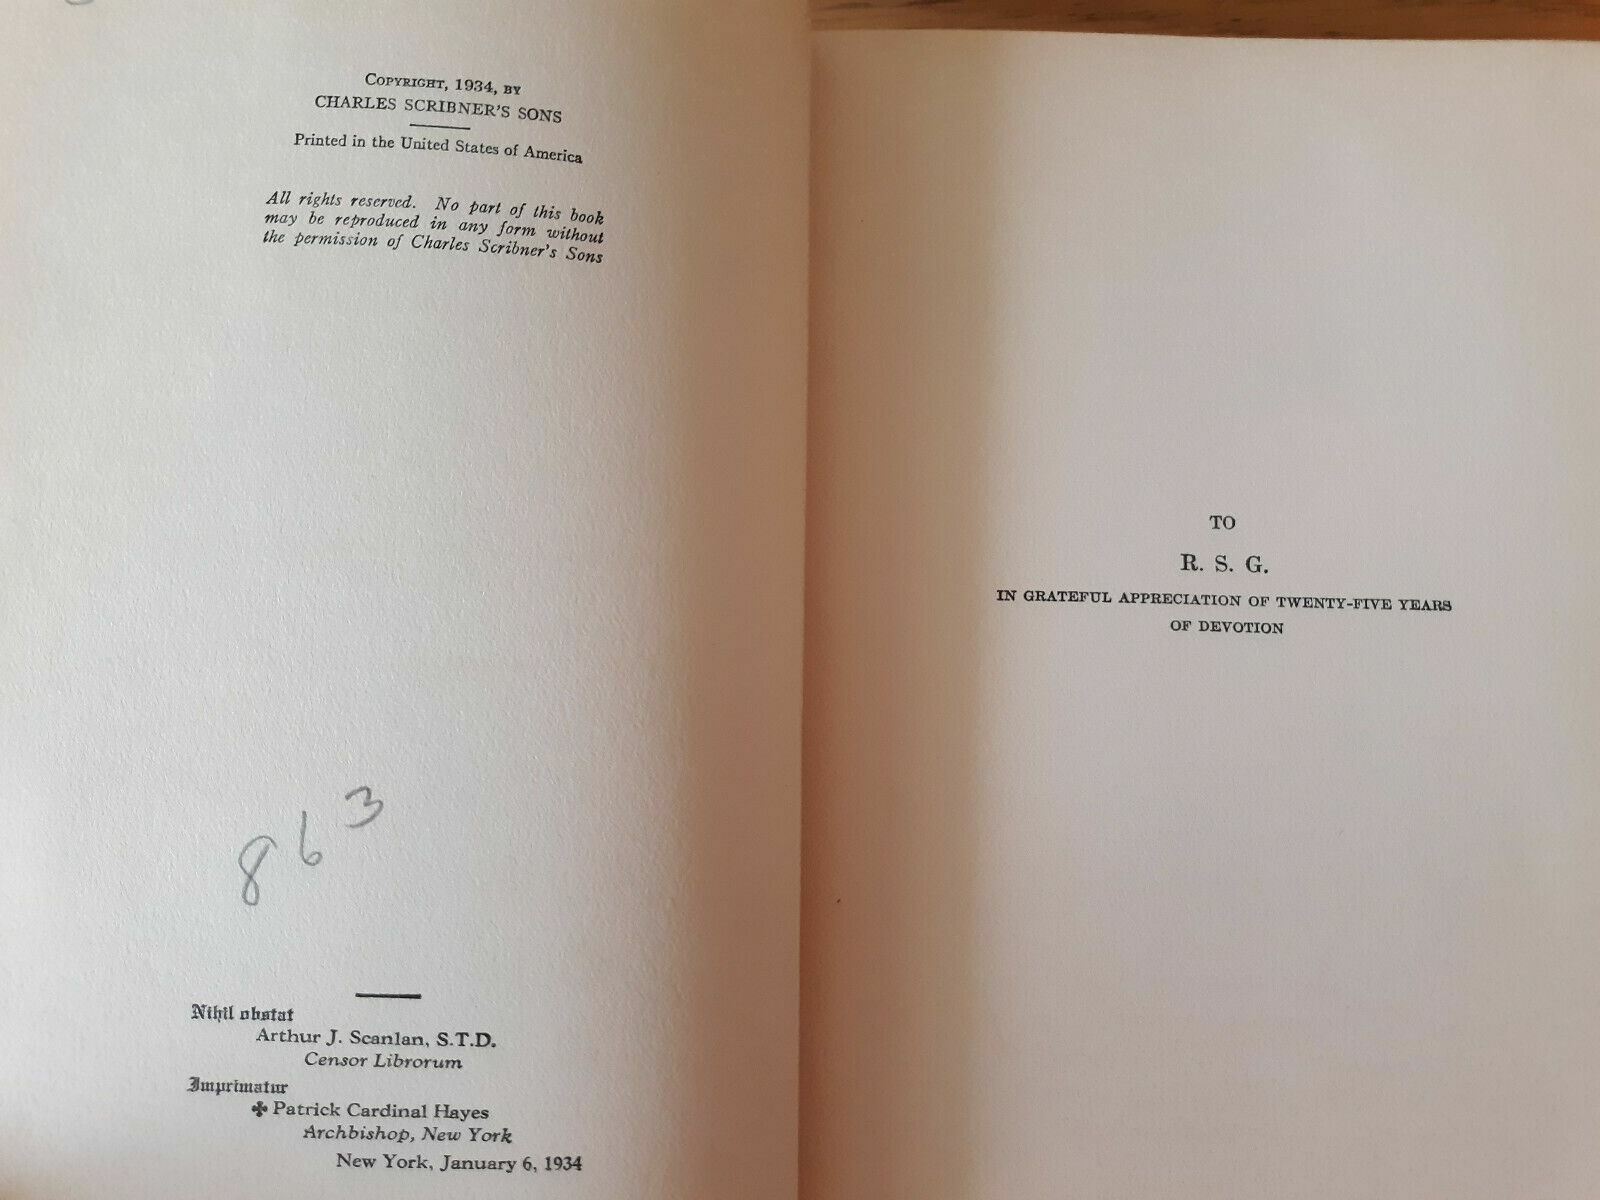 COPYRIGHT, 1934, BY
CHARLES SCRIBNER'S SONS
Printed in the United States of America
All rights reserved. No part of this book
may be reproduced in any form without
the permission of Charles Scribner's Sons
863
Nihil obstat
Arthur J. Scanlan, S.T.D.
Censor Librorum
Imprimatur
✠ Patrick Cardinal Hayes
Archbishop, New York
New York, January 6, 1934
TO
R. S. G.
IN GRATEFUL APPRECIATION OF TWENTY-FIVE YEARS
OF DEVOTION